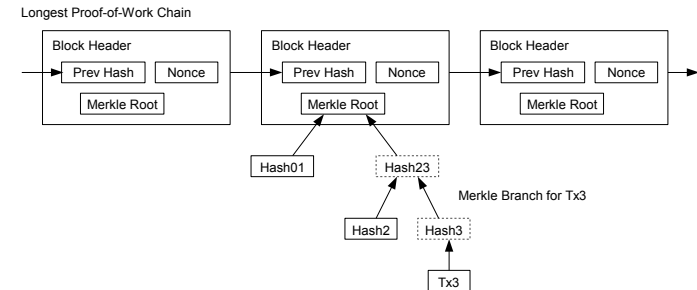 Longest Proof-of-Work Chain
Block Header
Block Header
Block Header
Prev Hash
Nonce
Prev Hash
Nonce
Prev Hash
Nonce
Merkle Root
Merkle Root
Merkle Root
Hash01
Hash23
Merkle Branch for Tx3
Hash2
Hash3
Tx3